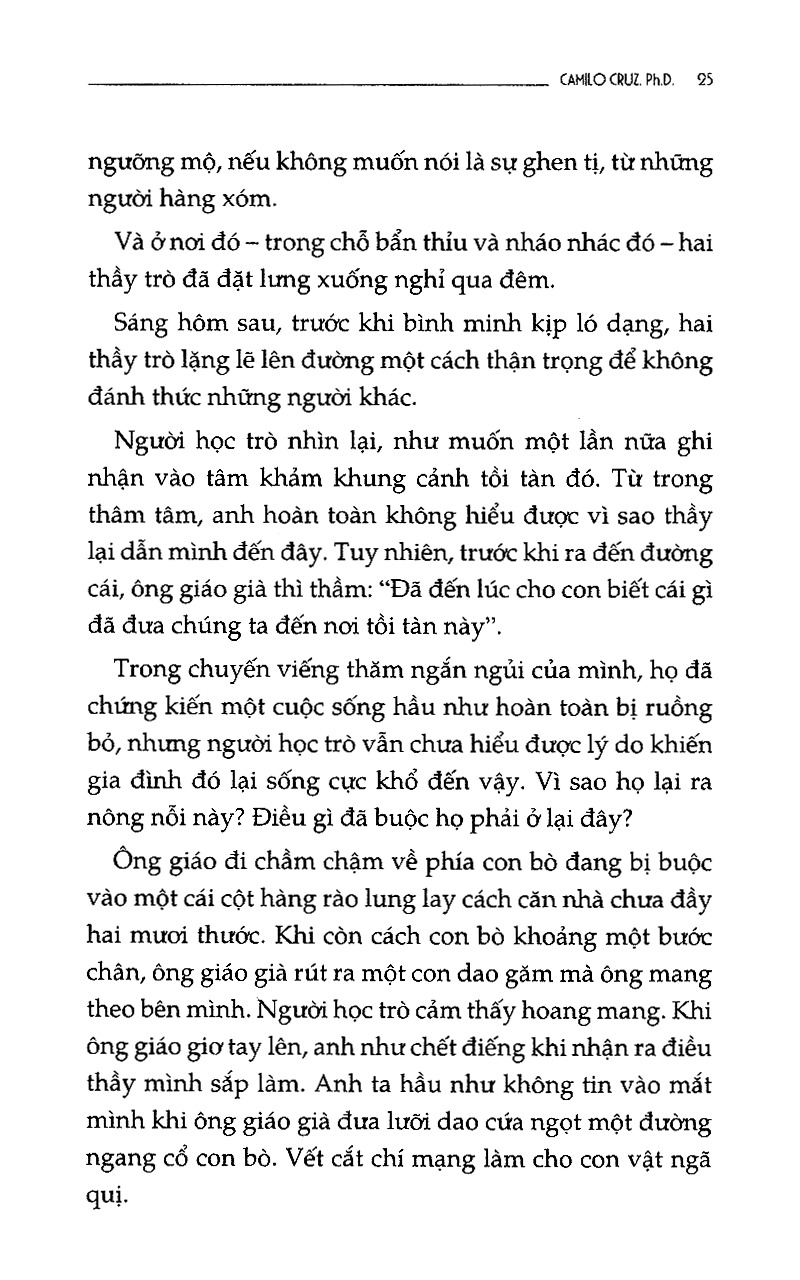 CAMILO CRUZ. Ph.D. 25
ngưỡng mộ, nếu không muốn nói là sự ghen tị, từ những
người hàng xóm.
Và ở nơi đó – trong chỗ bẩn thỉu và nháo nhác đó – hai
thầy trò đã đặt lưng xuống nghỉ qua đêm.
Sáng hôm sau, trước khi bình minh kịp ló dạng, hai
thầy trò lặng lẽ lên đường một cách thận trọng để không
đánh thức những người khác.
Người học trò nhìn lại, như muốn một lần nữa ghi
nhận vào tâm khảm khung cảnh tồi tàn đó. Từ trong
thâm tâm, anh hoàn toàn không hiểu được vì sao thầy
lại dẫn mình đến đây. Tuy nhiên, trước khi ra đến đường
cái, ông giáo già thì thầm: “Đã đến lúc cho con biết cái gì
đã đưa chúng ta đến nơi tồi tàn này”.
Trong chuyến viếng thăm ngắn ngủi của mình, họ đã
chứng kiến một cuộc sống hầu như hoàn toàn bị ruồng
bỏ, nhưng người học trò vẫn chưa hiểu được lý do khiến
gia đình đó lại sống cực khổ đến vậy. Vì sao họ lại ra
nông nỗi này? Điều gì đã buộc họ phải ở lại đây?
Ông giáo đi chầm chậm về phía con bò đang bị buộc
vào một cái cột hàng rào lung lay cách căn nhà chưa đầy
hai mươi thước. Khi còn cách con bò khoảng một bước
chân, ông giáo già rút ra một con dao găm mà ông mang
theo bên mình. Người học trò cảm thấy hoang mang. Khi
ông giáo giơ tay lên, anh như chết điếng khi nhận ra điều
thầy mình sắp làm. Anh ta hầu như không tin vào mắt
mình khi ông giáo già đưa lưỡi dao cứa ngọt một đường
ngang cổ con bò. Vết cắt chí mạng làm cho con vật ngã
quị.